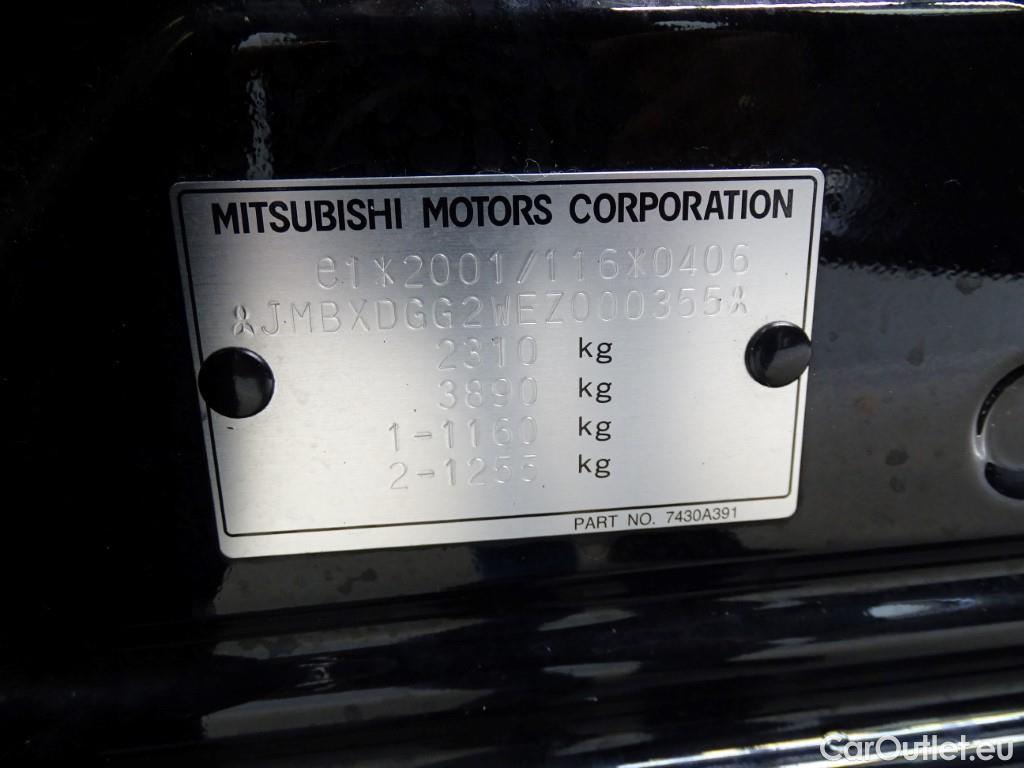 MITSUBISHI MOTORS CORPORATION
e1*2001/116*0406
*JMBXDGG2WEZ000355*
2310 kg
3890 kg
1-1160 kg
2-1255 kg
PART NO. 7430A391
CarOutlet.eu